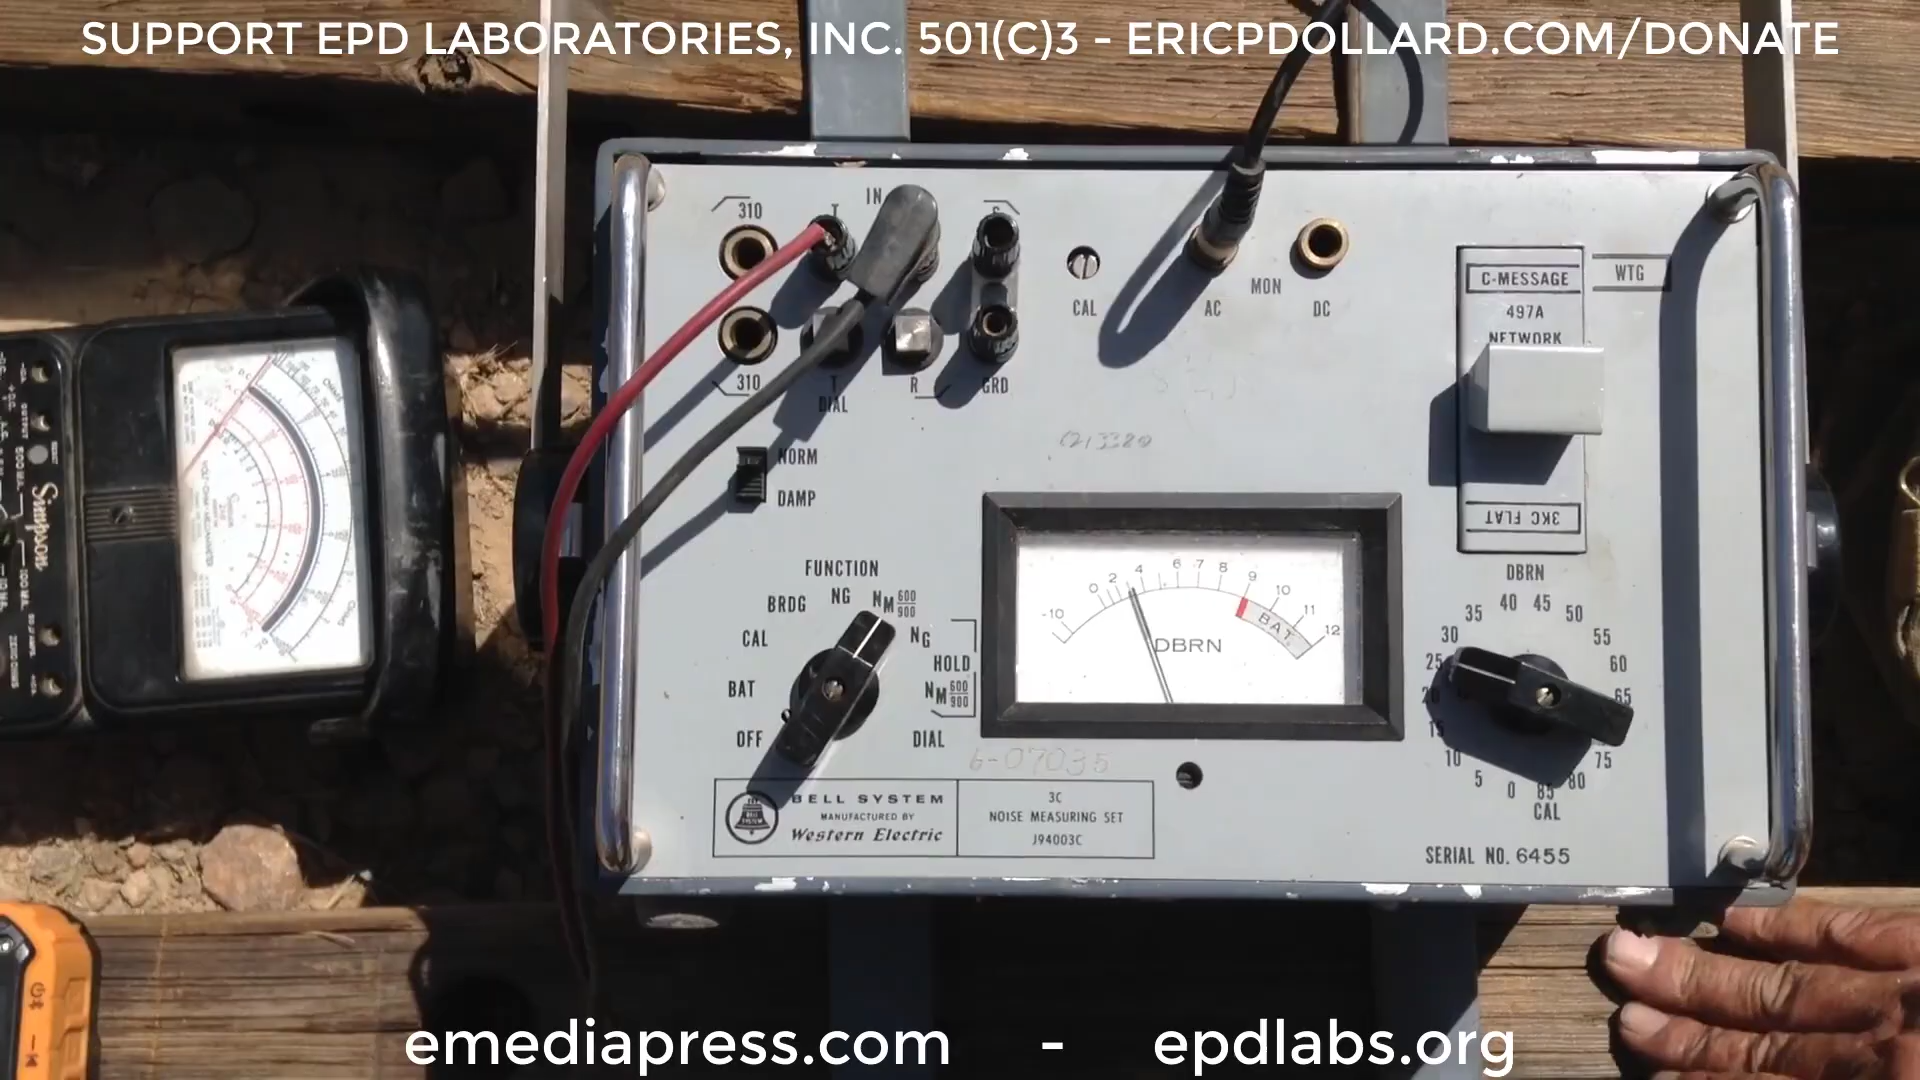 SUPPORT EPD LABORATORIES, INC. 501(C)3 - ERICPDOLLARD.COM/DONATE
IN
310
T
310
T
R
GRD
DIAL
CAL
AC
MON
DC
C-MESSAGE
WTG
497A
NETWORK
3KC FLAT
NORM
DAMP
Simpson
FUNCTION
NG
BRDG
NM 600 900
CAL
NG
HOLD
BAT
NM 600 900
OFF
DIAL
-10 0 2 4 6 7 8 9 10 11 12
BAT.
DBRN
DBRN
40 45
35 50
30 55
25 60
20 65
15
10 75
5 80
0 85
CAL
6-07035
BELL SYSTEM
MANUFACTURED BY
Western Electric
3C
NOISE MEASURING SET
J94003C
SERIAL NO. 6455
emediapress.com - epdlabs.org